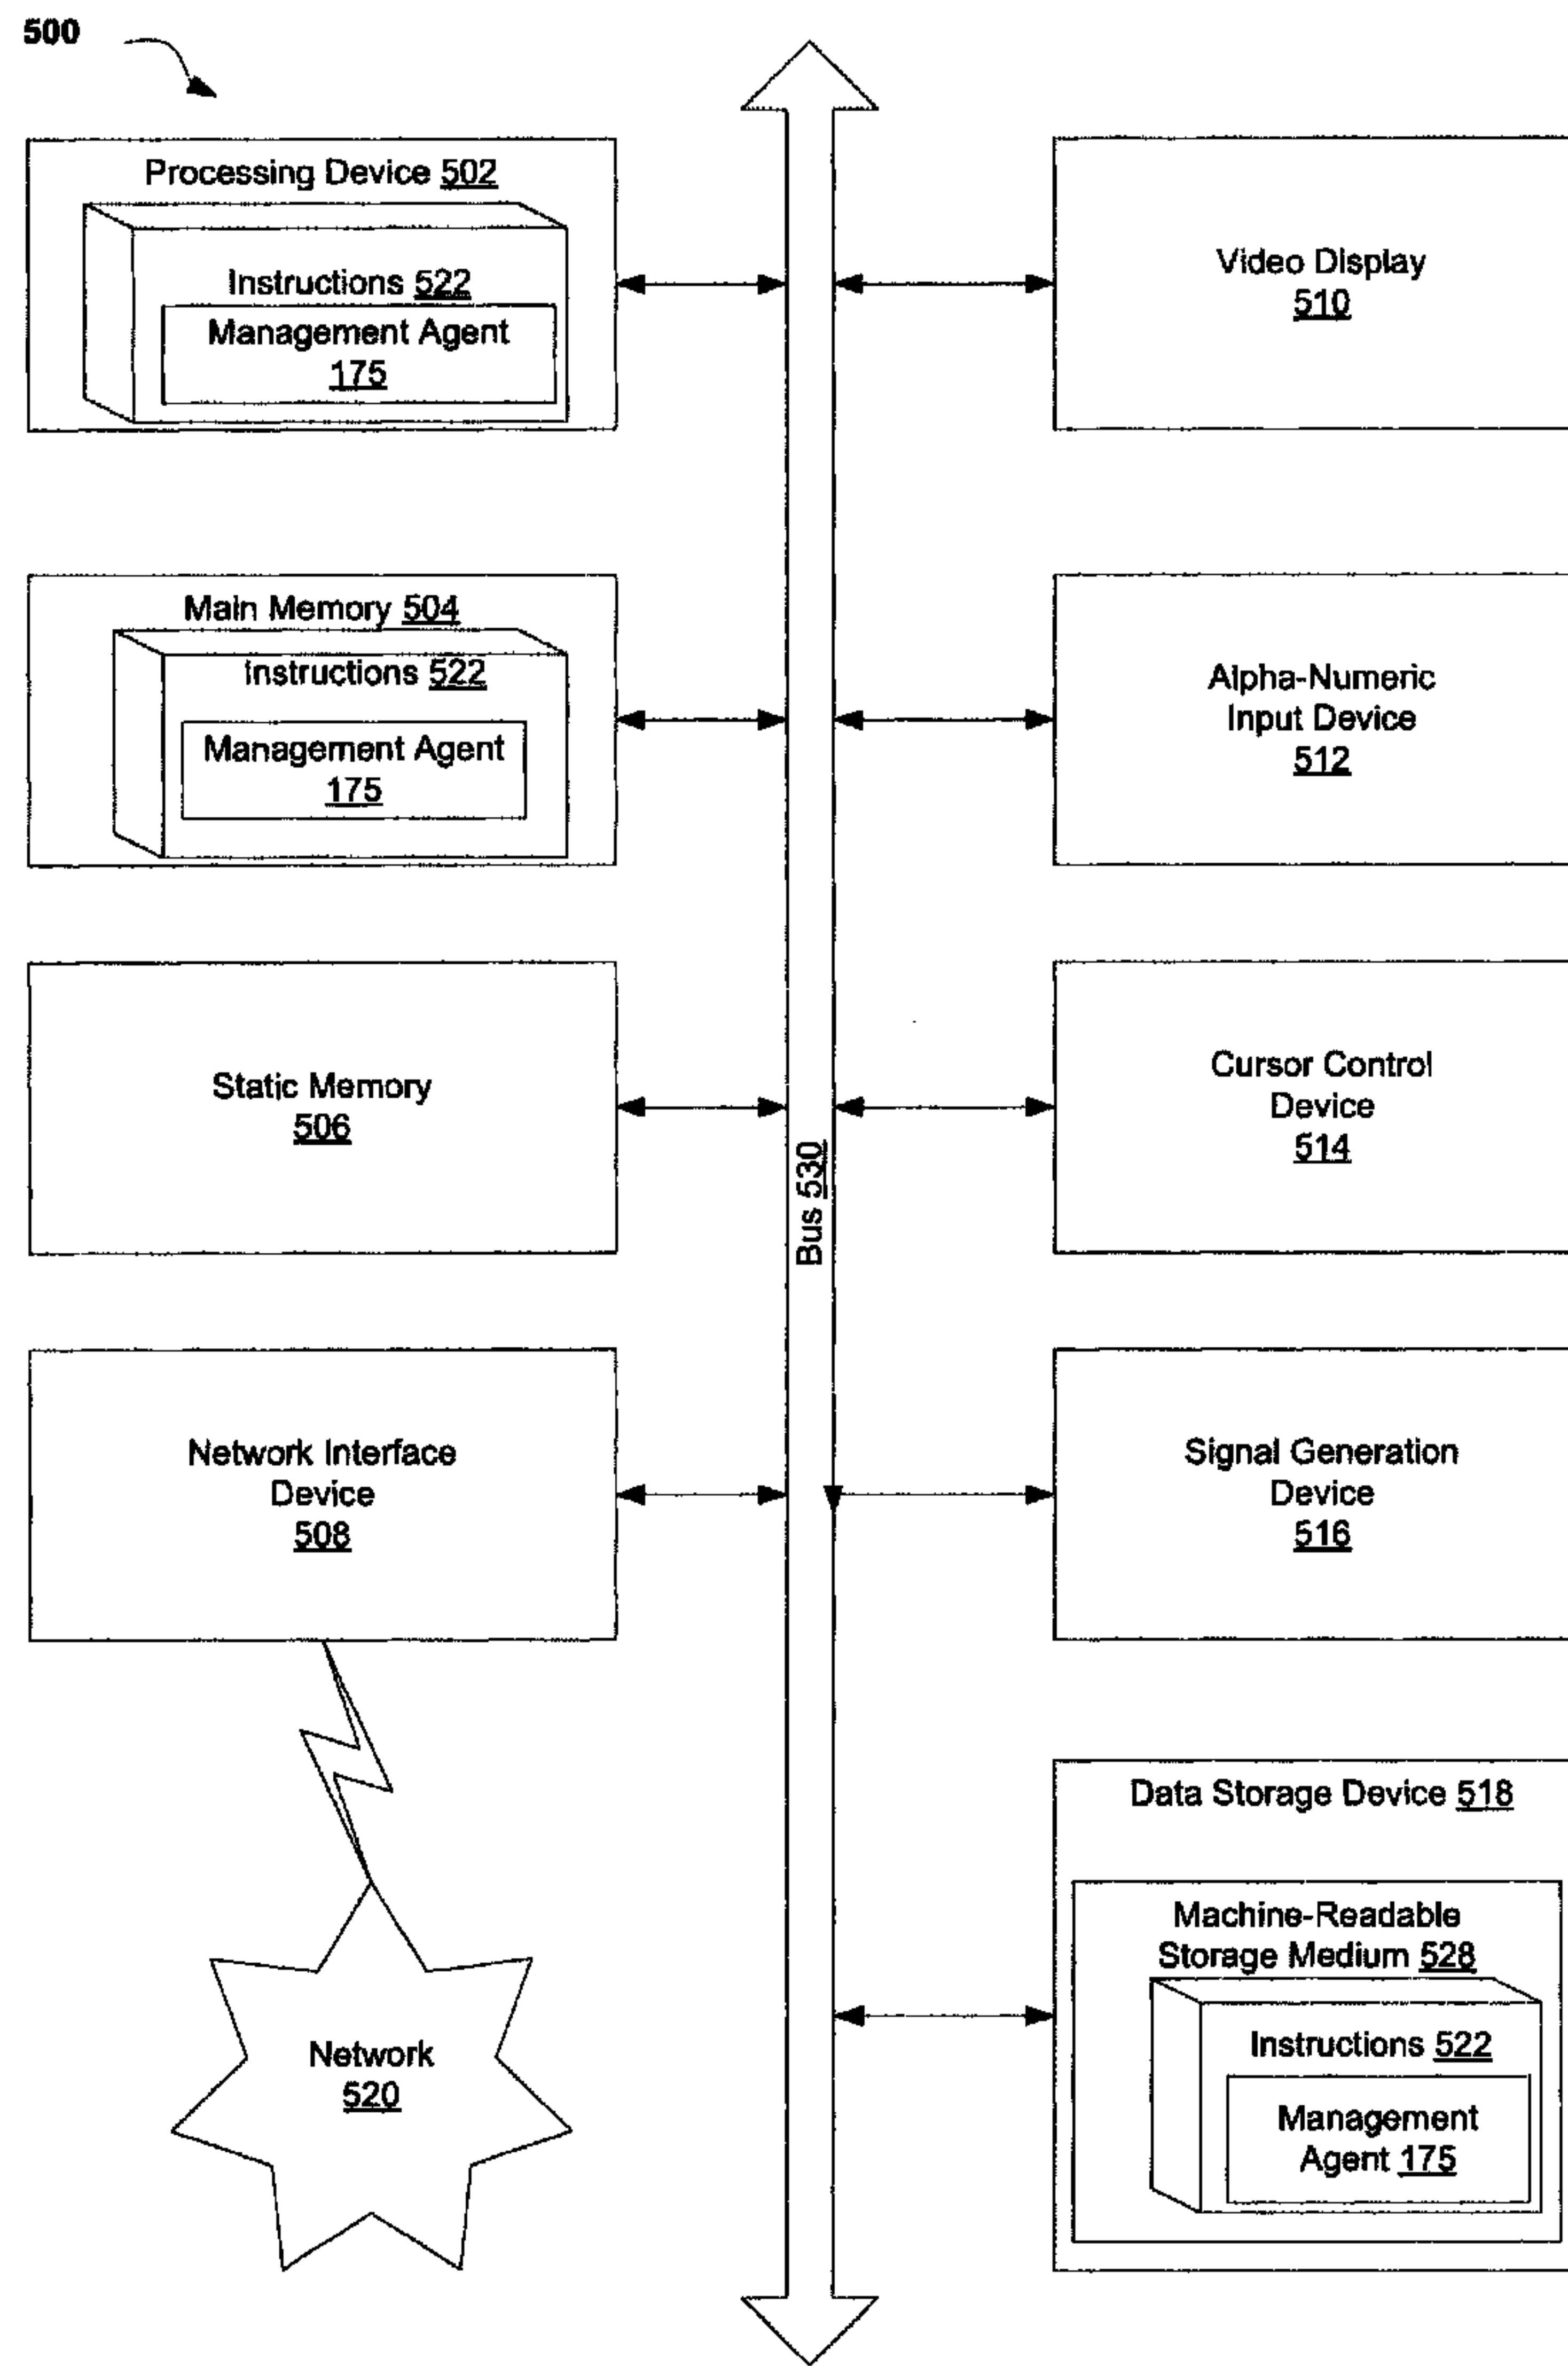 500
Processing Device 502
Instructions 522
Management Agent
175
Video Display
510
Main Memory 504
Instructions 522
Management Agent
175
Alpha-Numeric
Input Device
512
Static Memory
506
Cursor Control
Device
514
Bus 530
Network Interface
Device
508
Signal Generation
Device
516
Data Storage Device 518
Machine-Readable
Storage Medium 528
Instructions 522
Management
Agent 175
Network
520